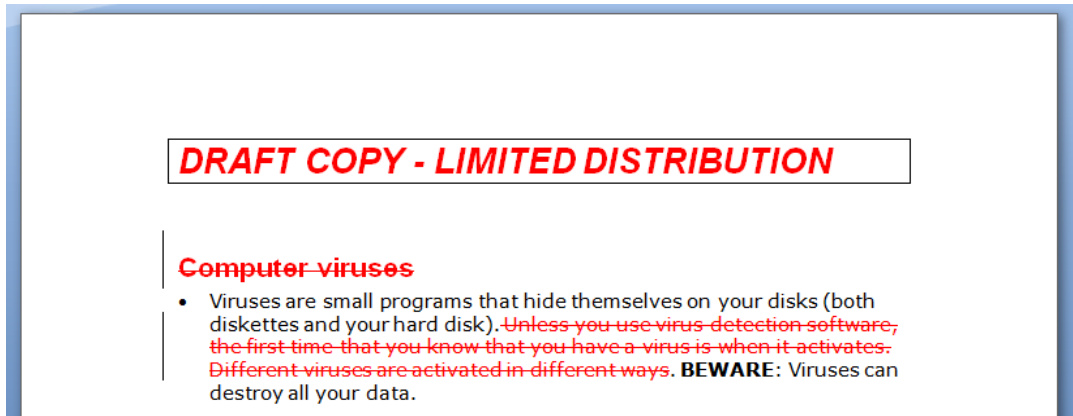 DRAFT COPY - LIMITED DISTRIBUTION
Computer viruses
• Viruses are small programs that hide themselves on your disks (both
diskettes and your hard disk). Unless you use virus-detection software,
the first time that you know that you have a virus is when it activates.
Different viruses are activated in different ways. BEWARE: Viruses can
destroy all your data.